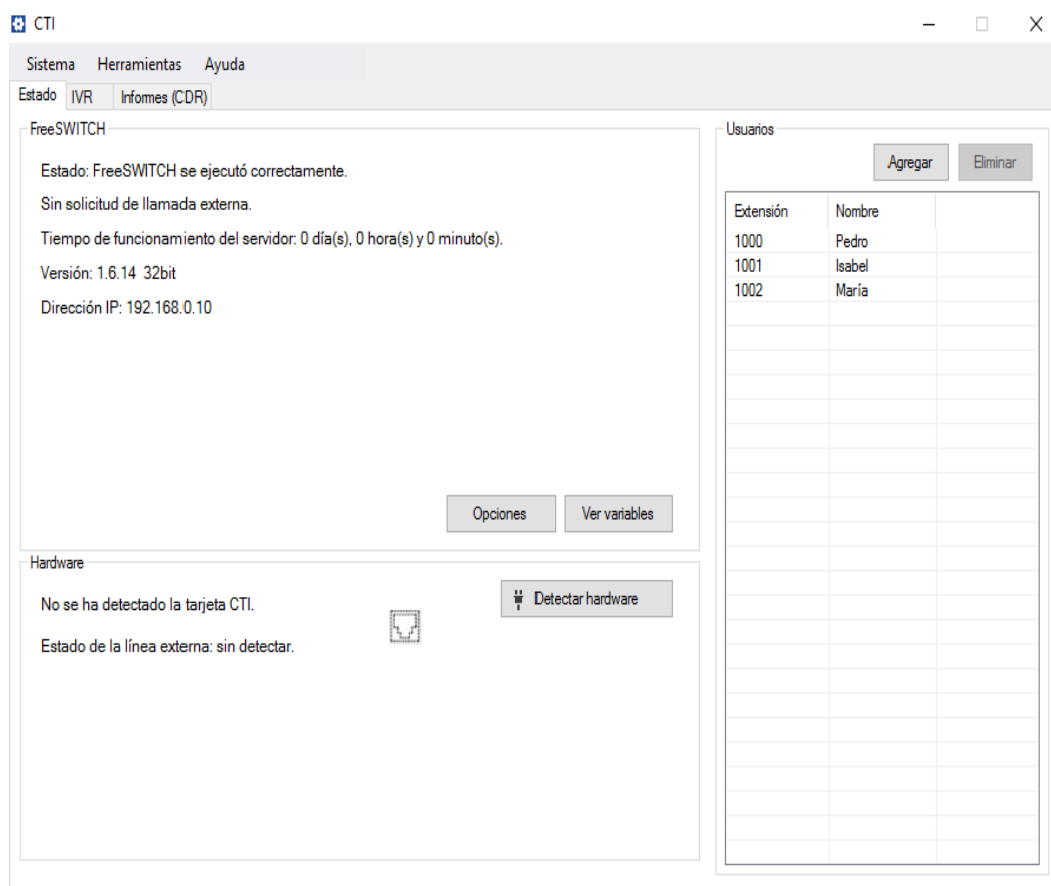 CTI
Sistema Herramientas Ayuda
Estado IVR Informes (CDR)
FreeSWITCH
Estado: FreeSWITCH se ejecutó correctamente.
Sin solicitud de llamada externa.
Tiempo de funcionamiento del servidor: 0 día(s), 0 hora(s) y 0 minuto(s).
Versión: 1.6.14 32bit
Dirección IP: 192.168.0.10
Opciones Ver variables
Hardware
No se ha detectado la tarjeta CTI.
Detectar hardware
Estado de la línea externa: sin detectar.
Usuarios
Agregar Eliminar
Extensión Nombre
1000 Pedro
1001 Isabel
1002 María